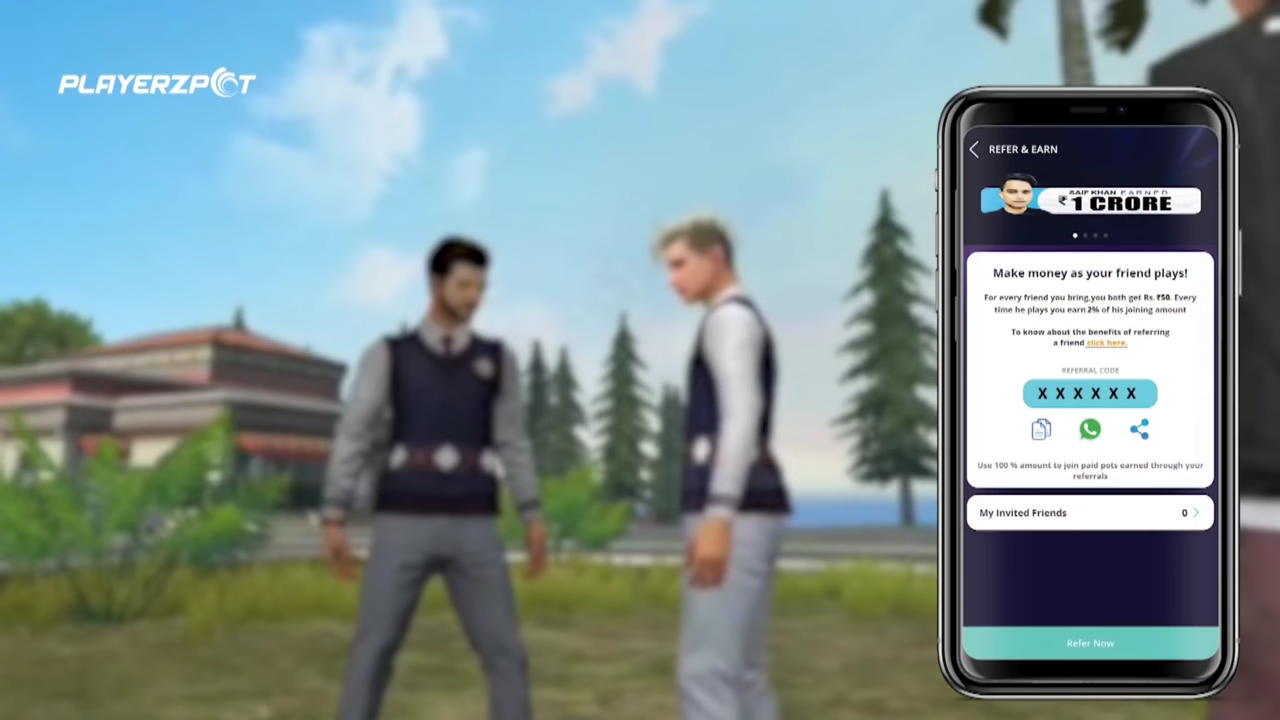 PLAYERZPOT
REFER & EARN
SAIF KHAN EARNED
₹1 CRORE
Make money as your friend plays!
For every friend you bring,you both get Rs. ₹50. Every
time he plays you earn 2% of his joining amount
To know about the benefits of referring
a friend click here.
REFERRAL CODE
X X X X X X
Use 100 % amount to join paid pots earned through your
referrals
My Invited Friends 0
Refer Now